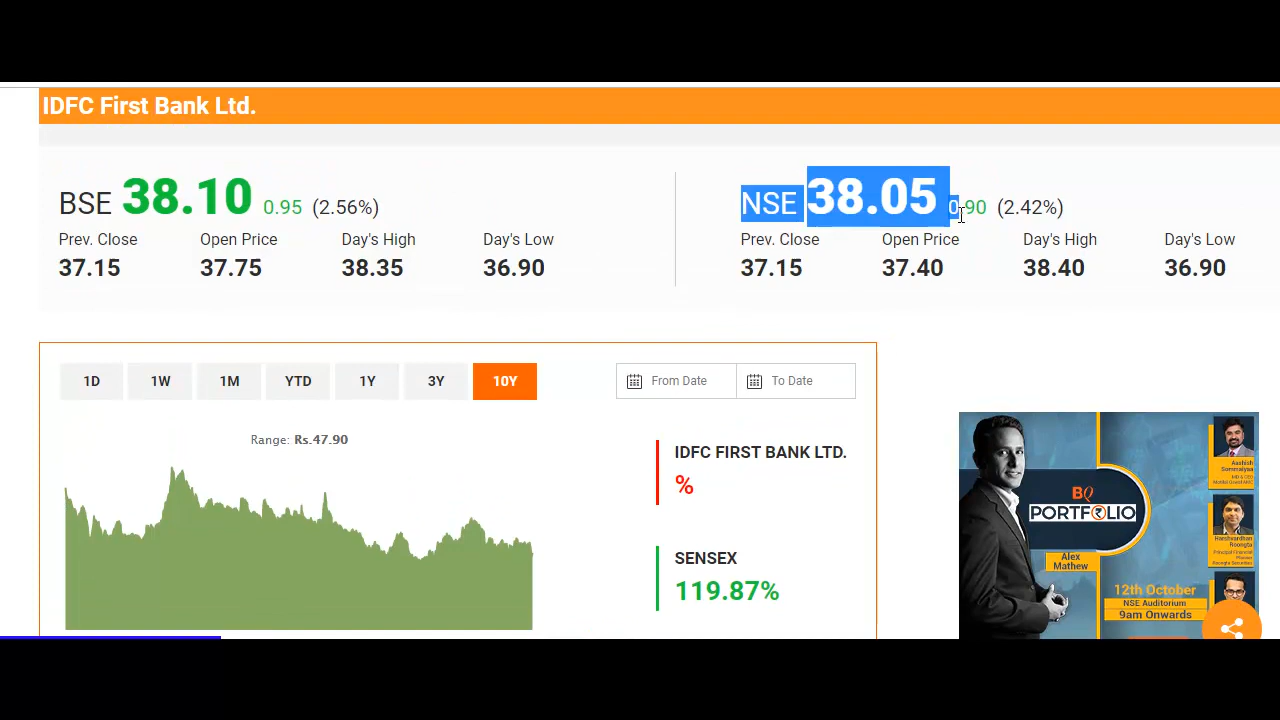 IDFC First Bank Ltd.
BSE 38.10 0.95 (2.56%)
Prev. Close Open Price Day's High Day's Low
37.15 37.75 38.35 36.90
NSE 38.05 0.90 (2.42%)
Prev. Close Open Price Day's High Day's Low
37.15 37.40 38.40 36.90
1D 1W 1M YTD 1Y 3Y 10Y
From Date To Date
Range: Rs.47.90
IDFC FIRST BANK LTD.
%
SENSEX
119.87%
BQ
PORTFOLIO
Alex
Mathew
12th October
NSE Auditorium
9am Onwards